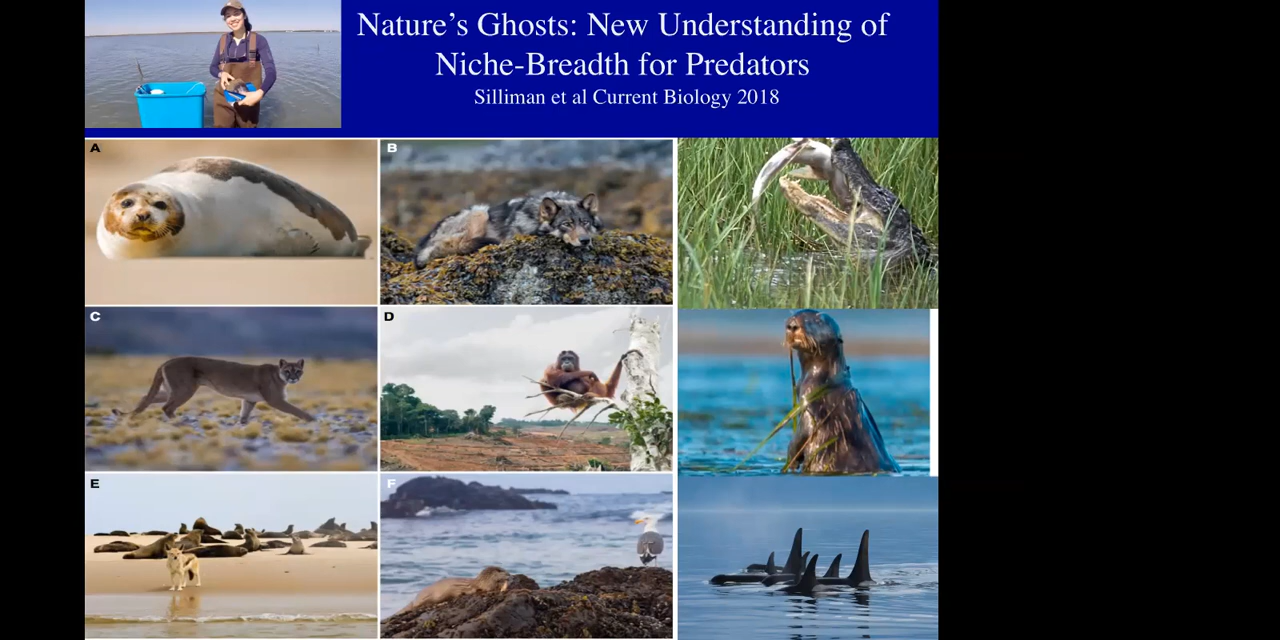 Nature’s Ghosts: New Understanding of
Niche-Breadth for Predators
Silliman et al Current Biology 2018
A
B
C
D
E
F